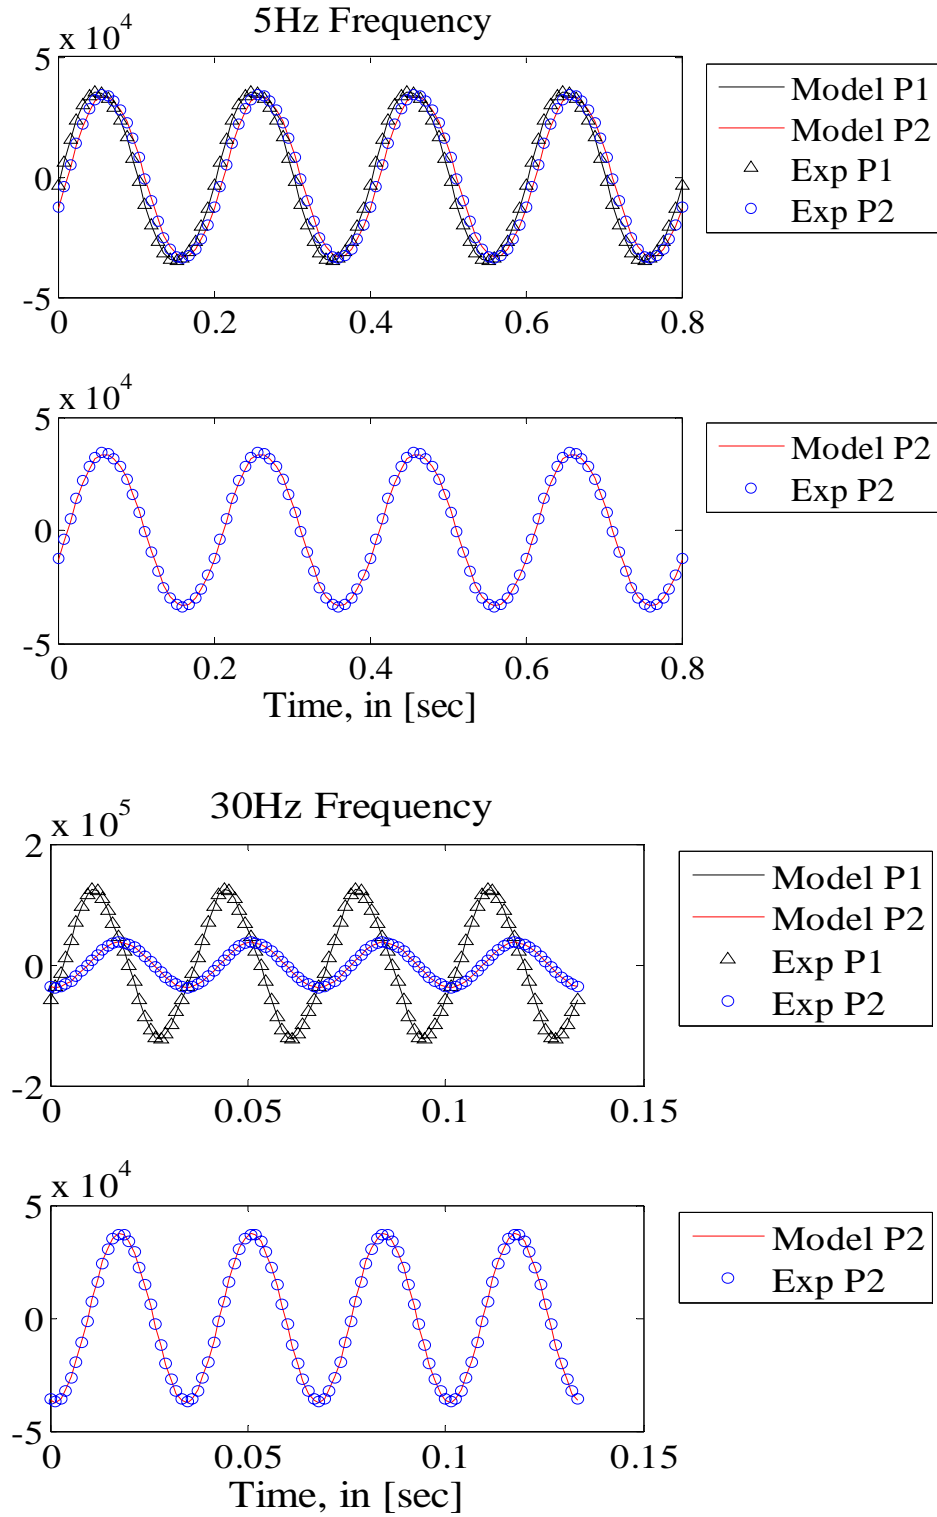 5Hz Frequency
x 10^4
5
0
-5
0 0.2 0.4 0.6 0.8
Model P1
Model P2
Exp P1
Exp P2
x 10^4
5
0
-5
0 0.2 0.4 0.6 0.8
Time, in [sec]
Model P2
Exp P2
30Hz Frequency
x 10^5
2
0
-2
0 0.05 0.1 0.15
Model P1
Model P2
Exp P1
Exp P2
x 10^4
5
0
-5
0 0.05 0.1 0.15
Time, in [sec]
Model P2
Exp P2